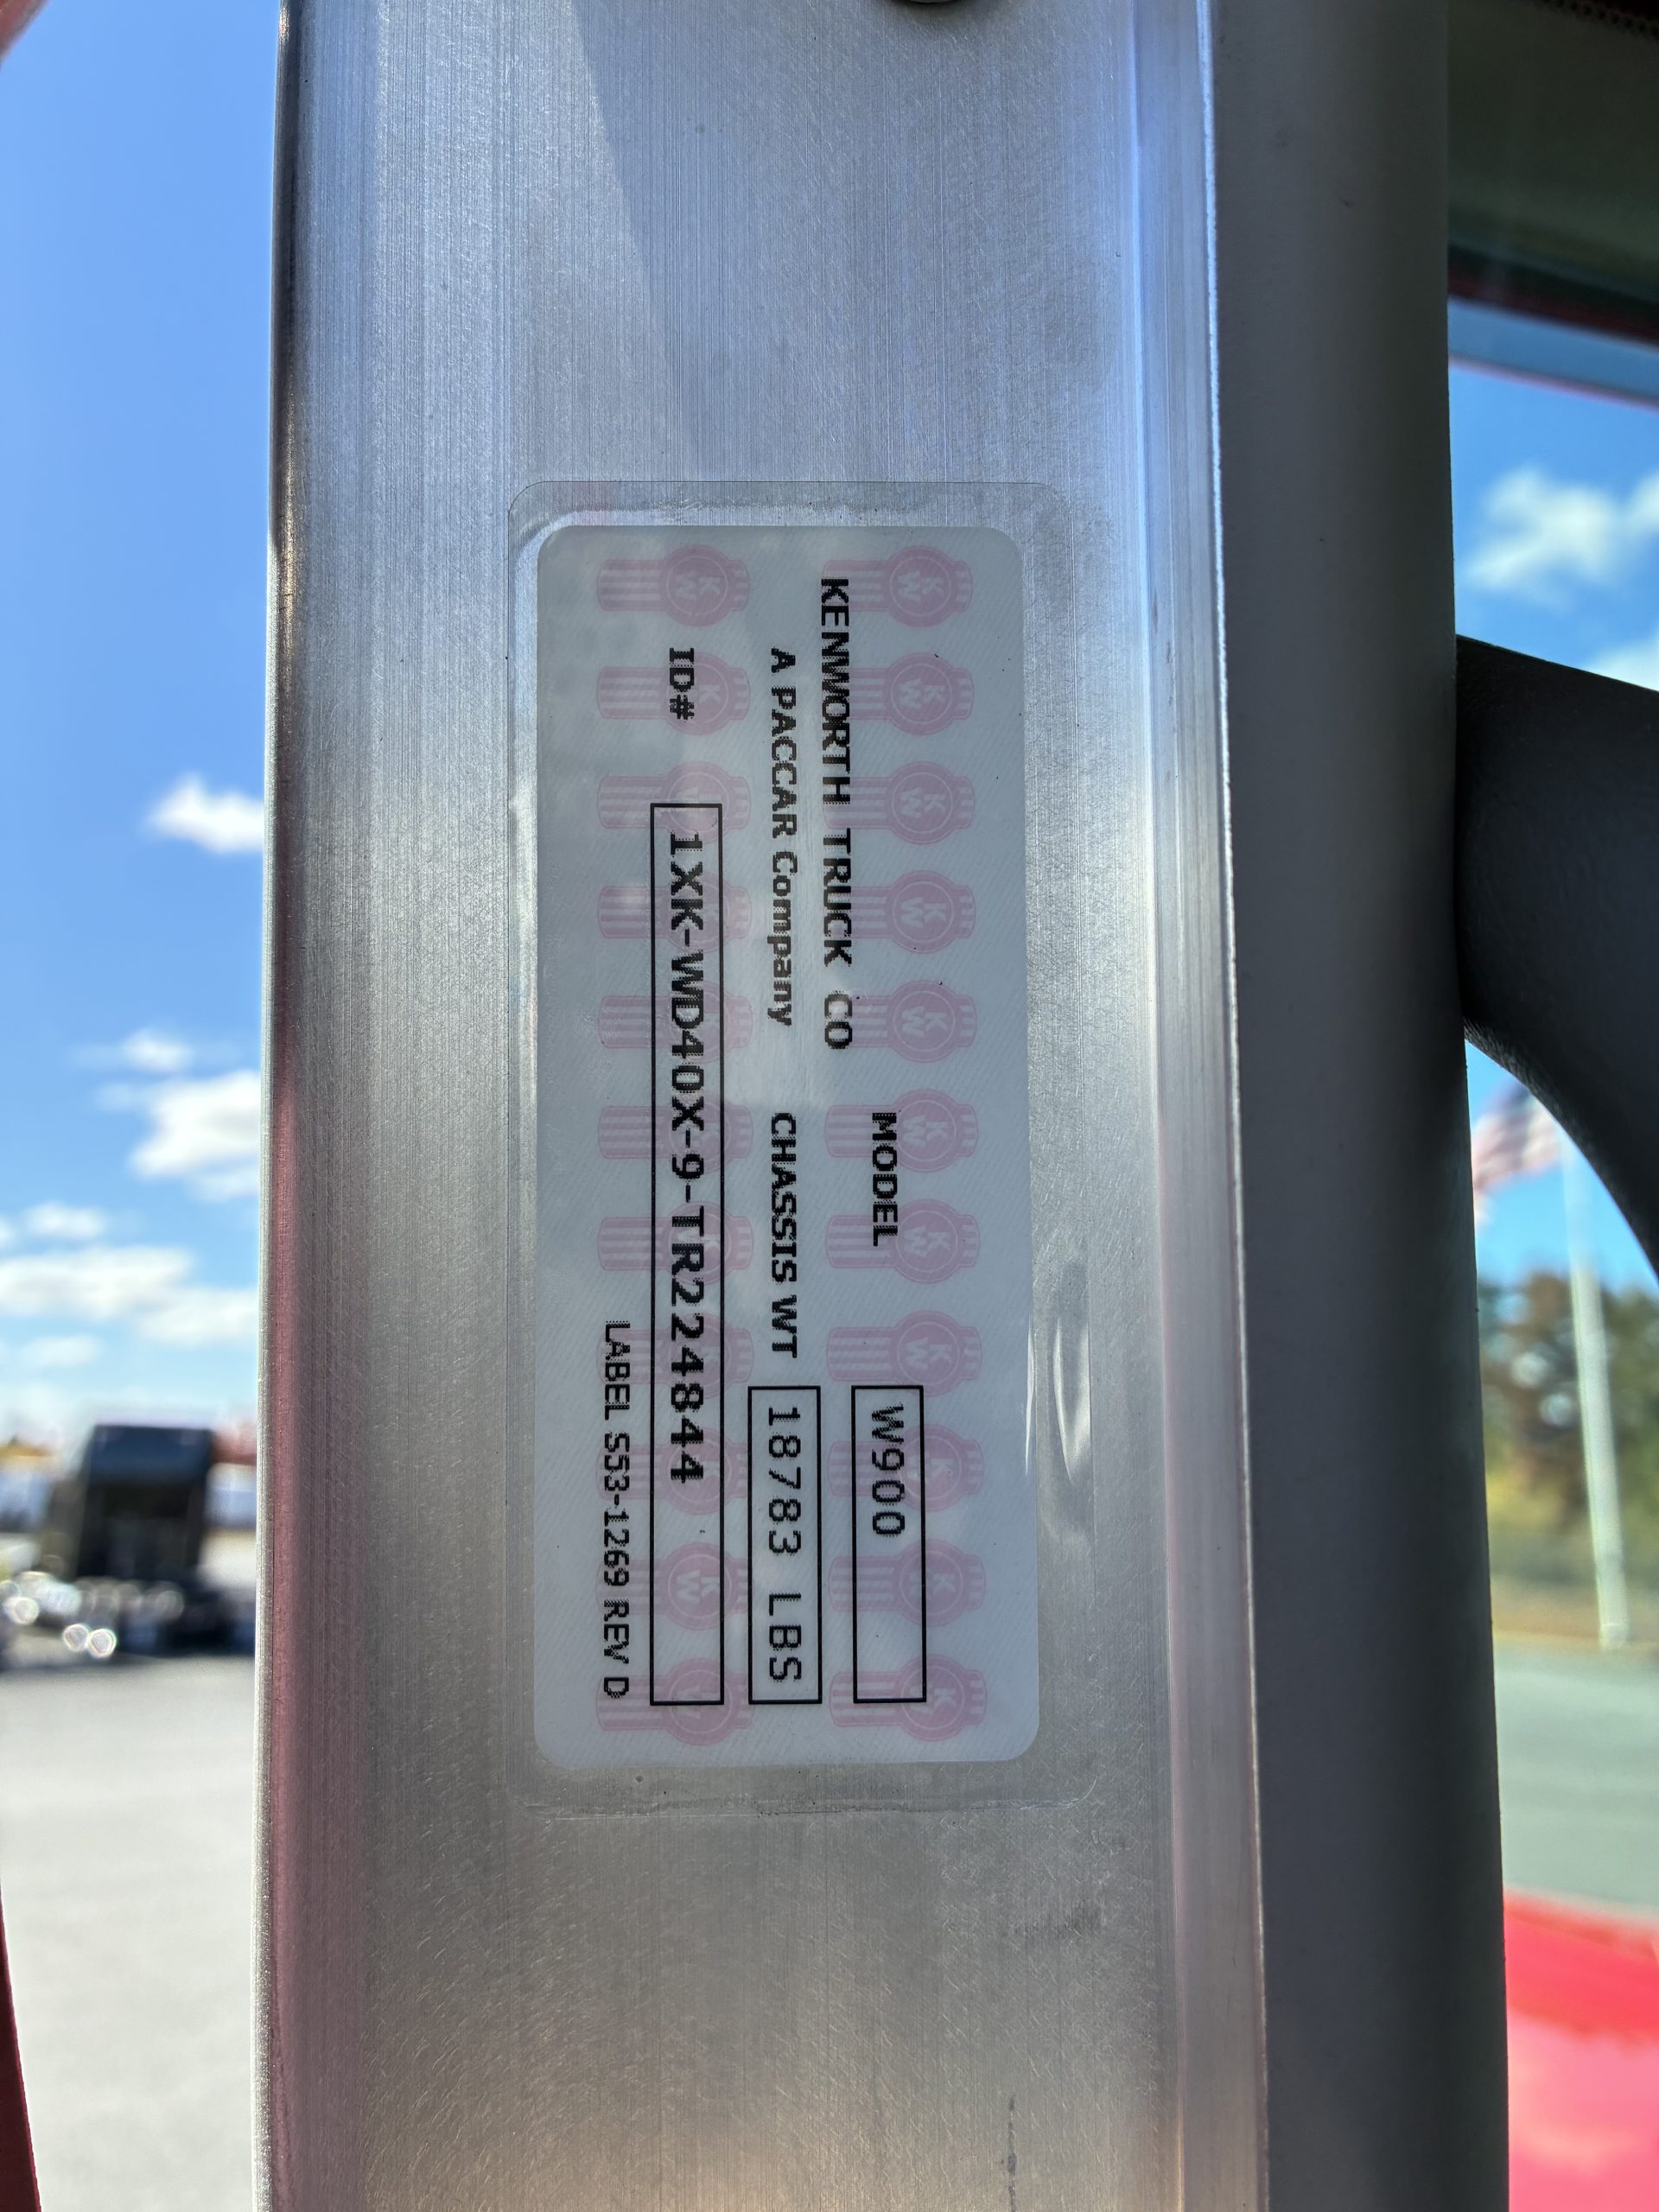 MODEL W900
KENWORTH TRUCK CO
A PACCAR Company CHASSIS WT 18783 LBS
ID# 1XK-WD40X-9-TR224844
LABEL S53-1269 REV D